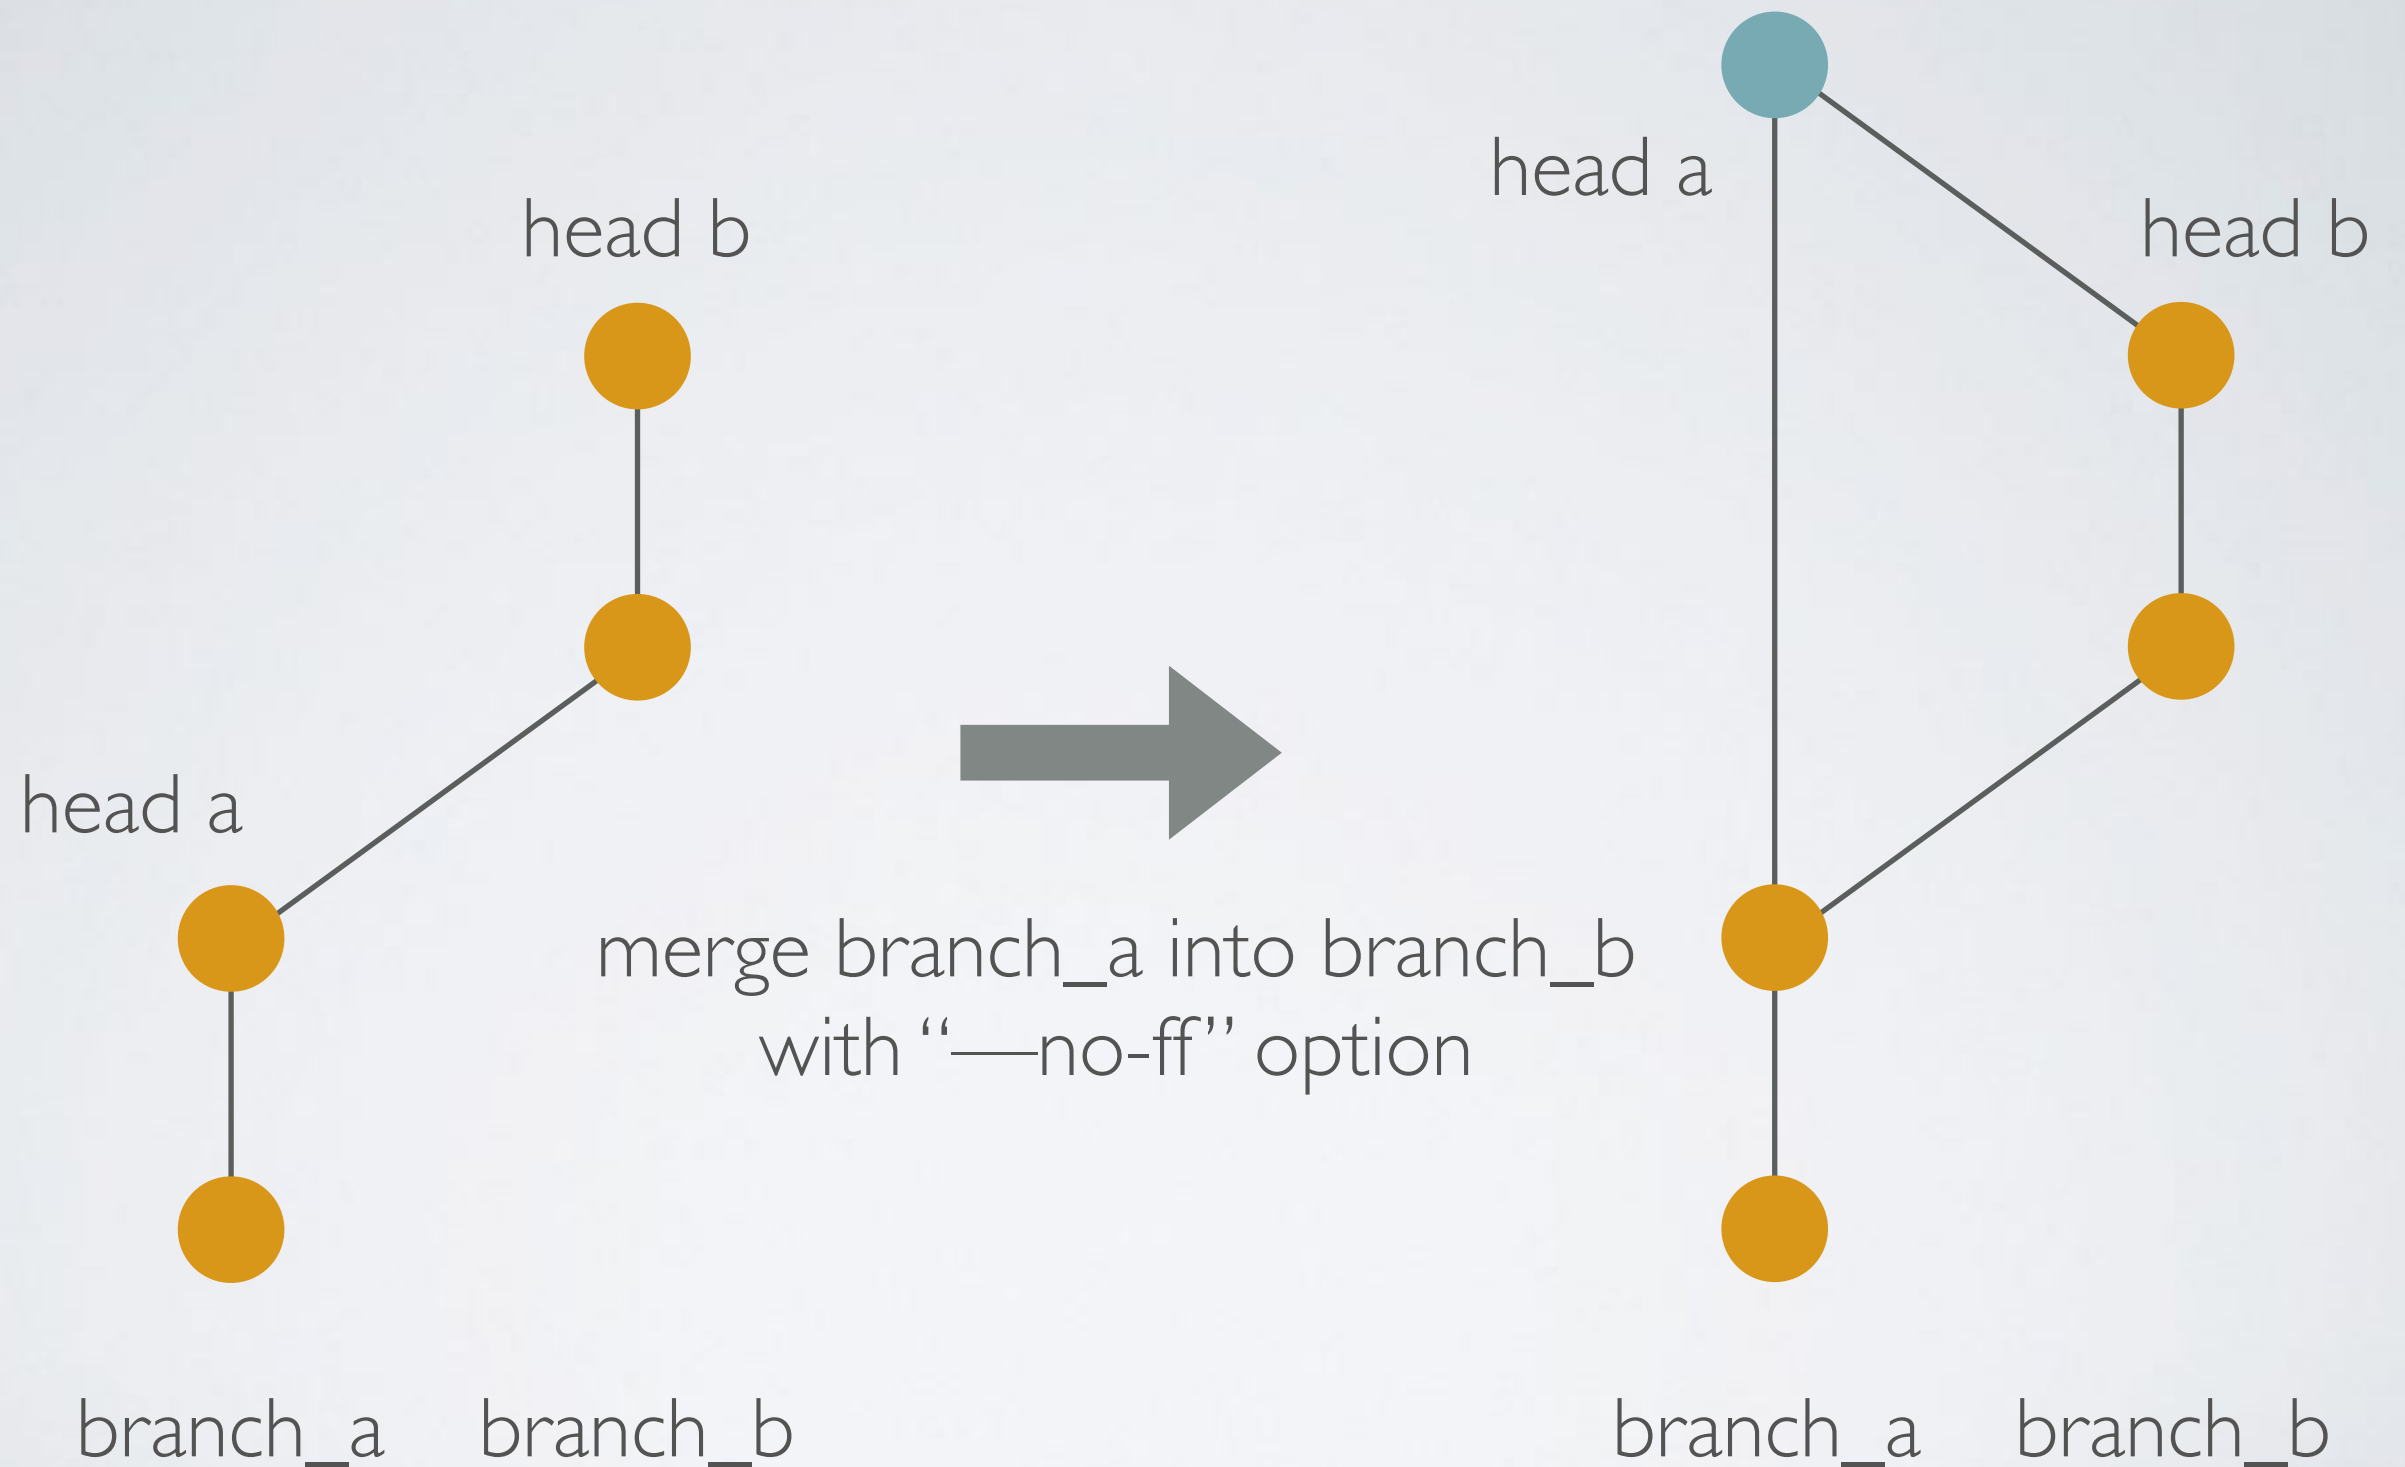 head a
head b
head b
head a
merge branch_a into branch_b
with “—no-ff” option
branch_a
branch_b
branch_a
branch_b